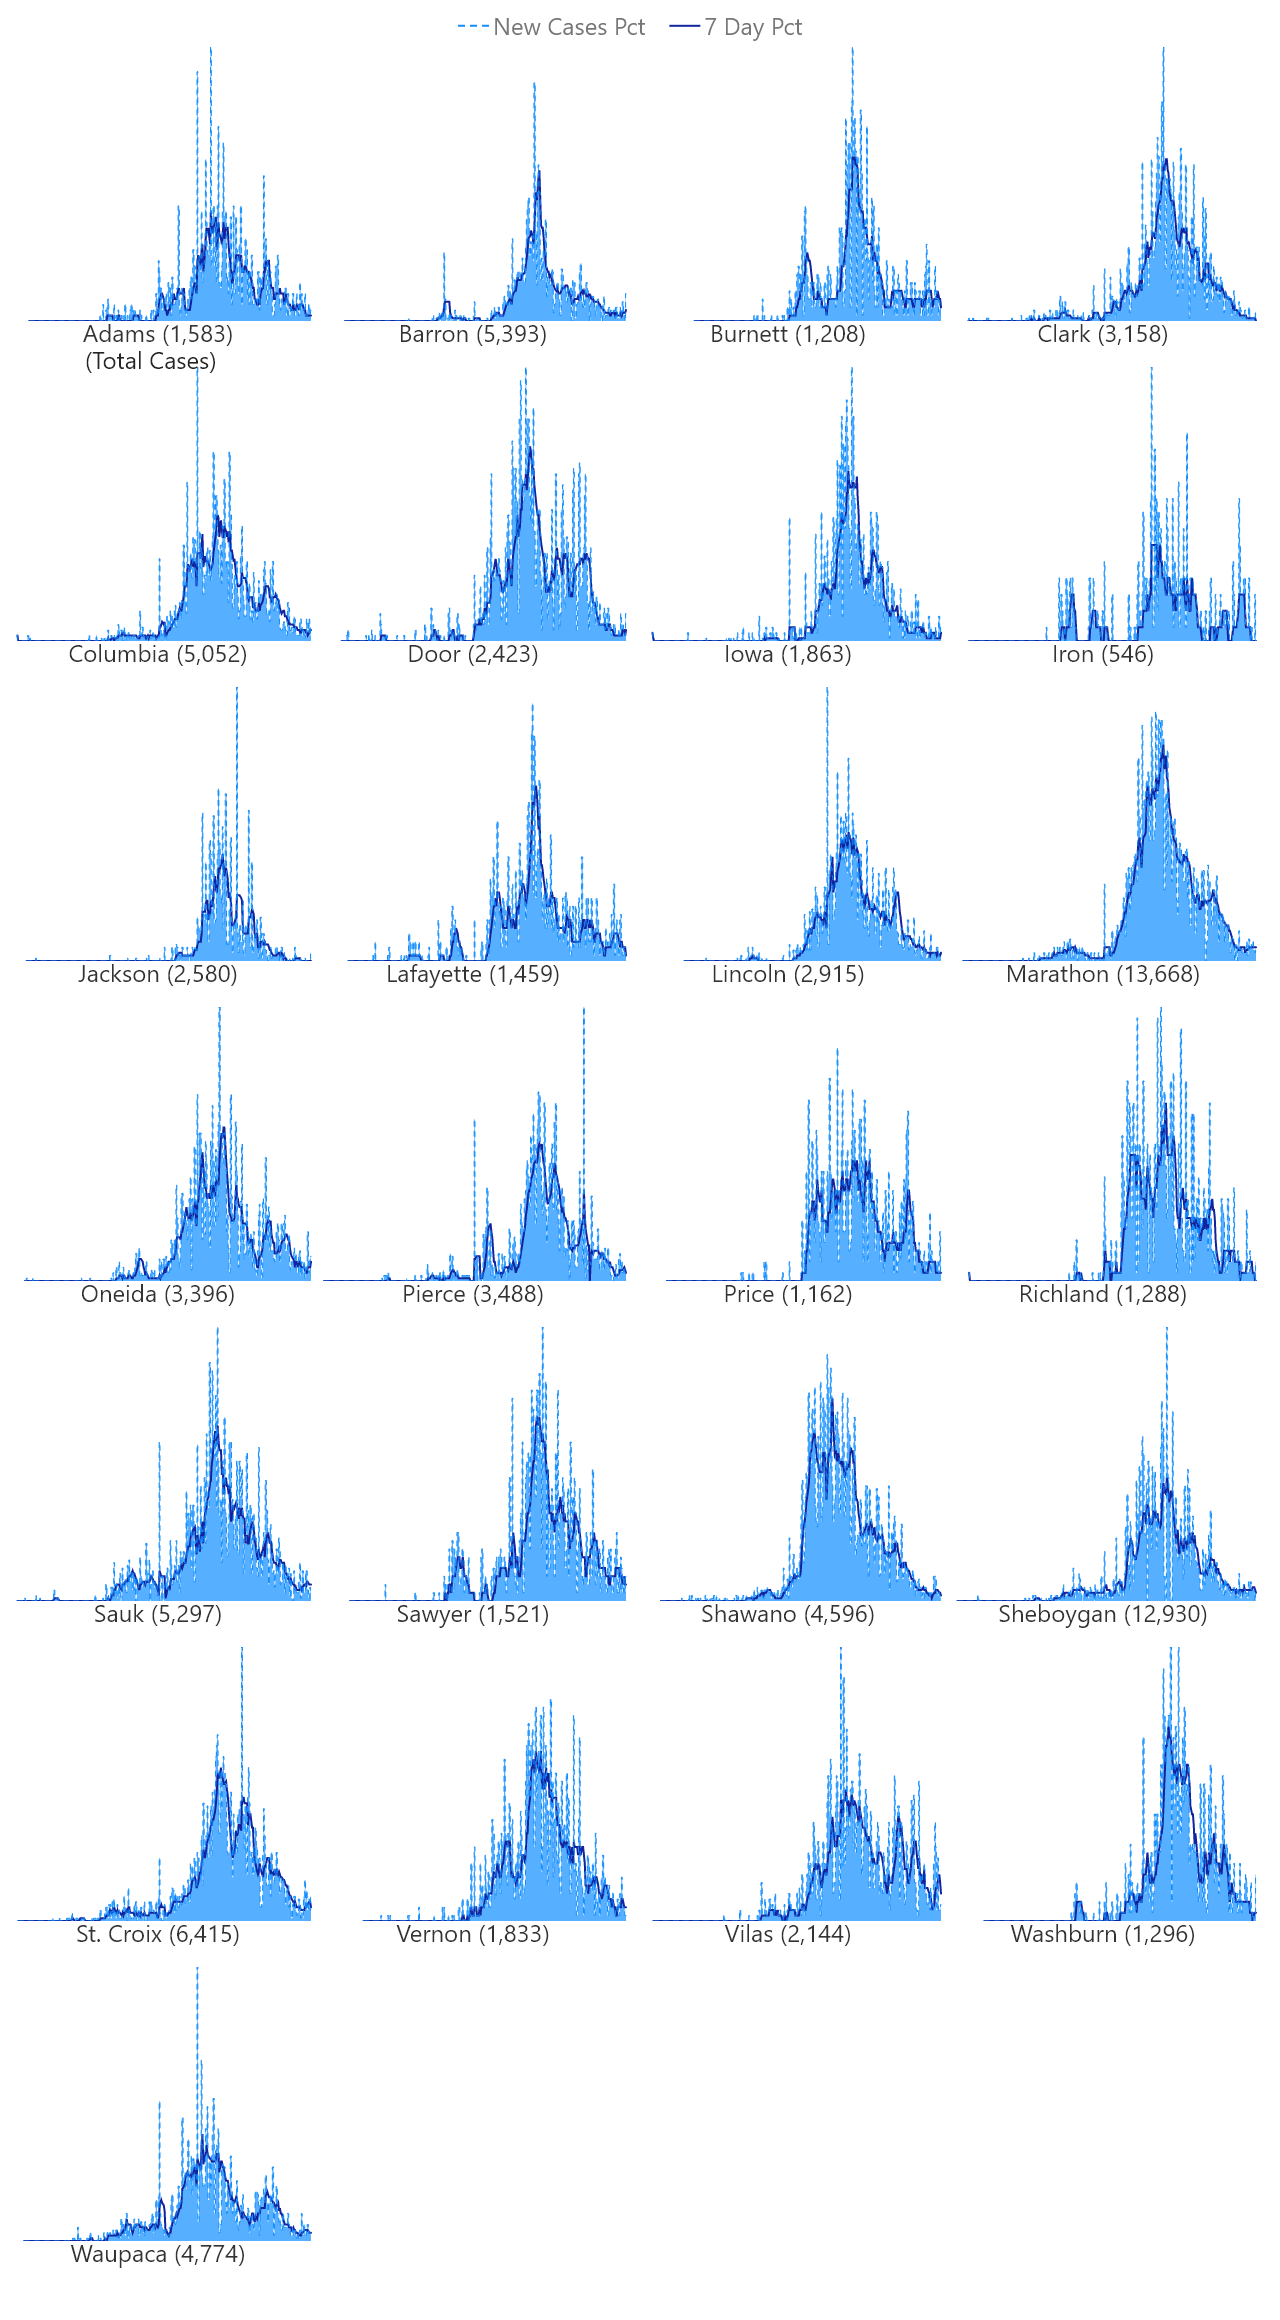 New Cases Pct 7 Day Pct
Adams (1,583)
(Total Cases)
Barron (5,393)
Burnett (1,208)
Clark (3,158)
Columbia (5,052)
Door (2,423)
Iowa (1,863)
Iron (546)
Jackson (2,580)
Lafayette (1,459)
Lincoln (2,915)
Marathon (13,668)
Oneida (3,396)
Pierce (3,488)
Price (1,162)
Richland (1,288)
Sauk (5,297)
Sawyer (1,521)
Shawano (4,596)
Sheboygan (12,930)
St. Croix (6,415)
Vernon (1,833)
Vilas (2,144)
Washburn (1,296)
Waupaca (4,774)